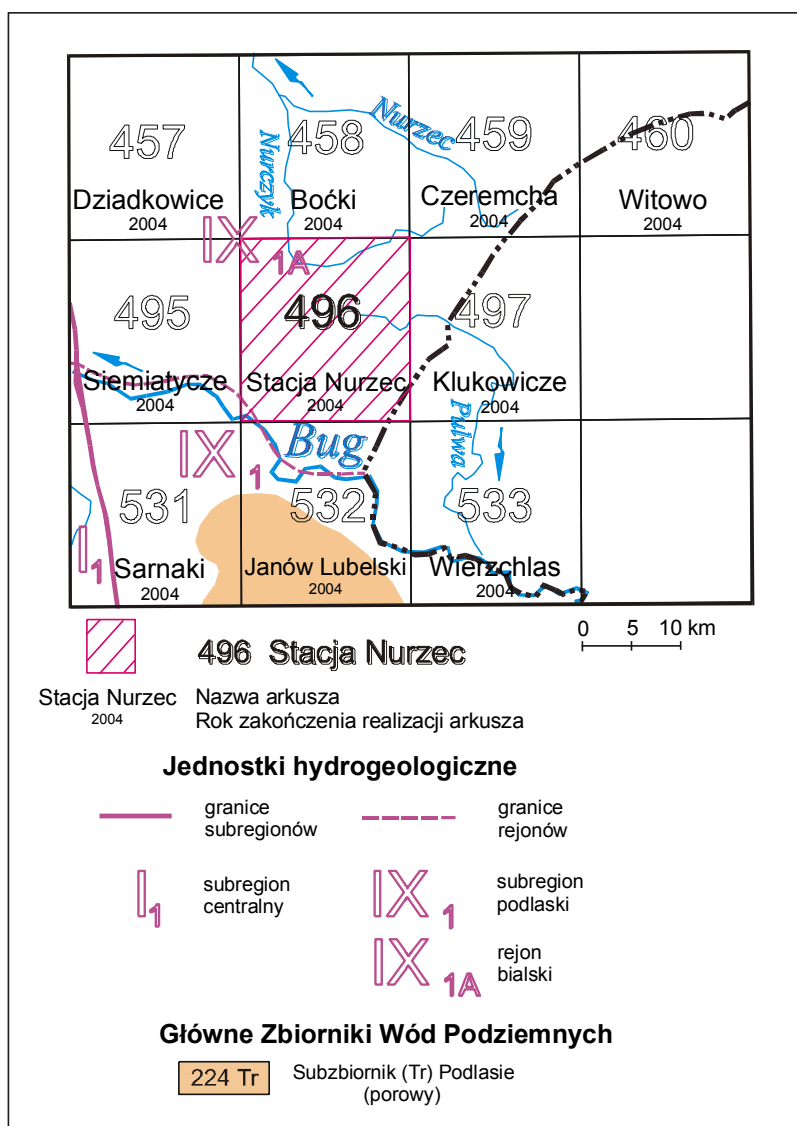 457
458
459
460
Nurczyk
Nurzec
Dziadkowice
2004
Boćki
2004
Czeremcha
2004
Witowo
2004
IX 1A
495
496
497
Siemiatycze
2004
Stacja Nurzec
2004
Klukowicze
2004
Pulwa
Bug
IX 1
531
532
533
I1
Sarnaki
2004
Janów Lubelski
2004
Wierzchlas
2004
0 5 10 km
496 Stacja Nurzec
Stacja Nurzec
2004
Nazwa arkusza
Rok zakończenia realizacji arkusza
Jednostki hydrogeologiczne
granice
subregionów
granice
rejonów
I1
subregion
centralny
IX 1
subregion
podlaski
IX 1A
rejon
bialski
Główne Zbiorniki Wód Podziemnych
224 Tr
Subzbiornik (Tr) Podlasie
(porowy)